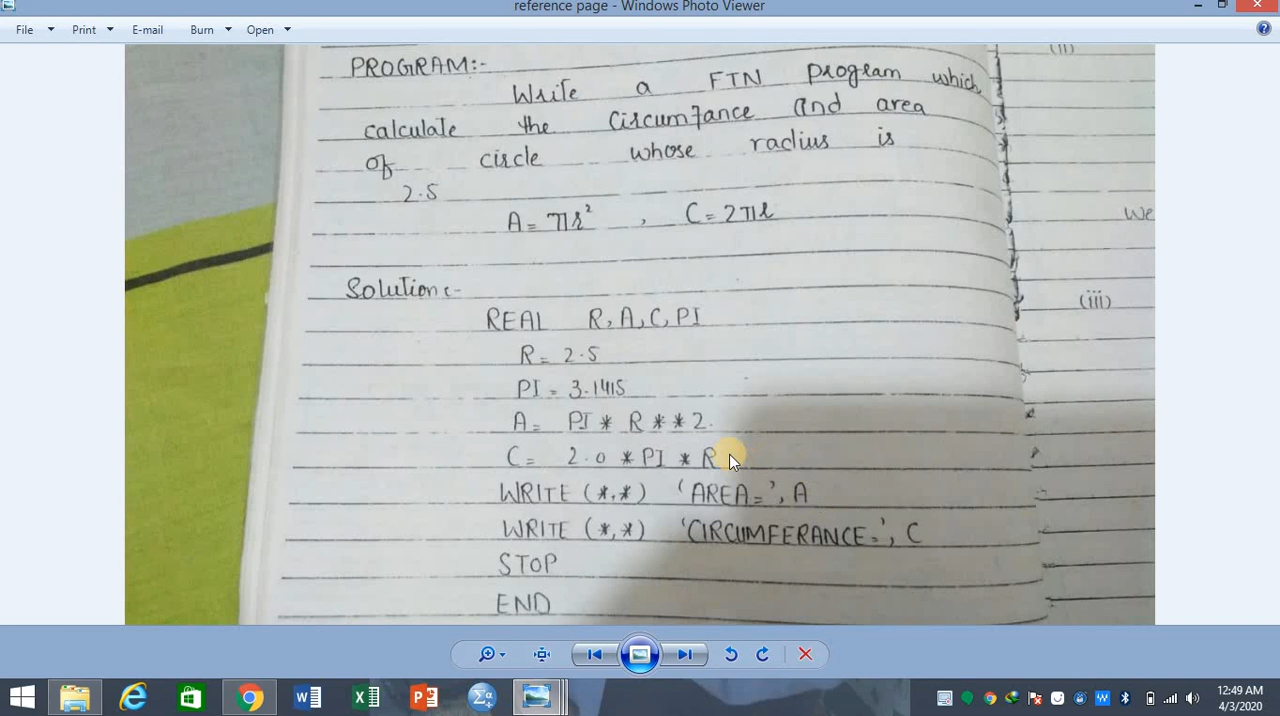 reference page - Windows Photo Viewer
File Print E-mail Burn Open
PROGRAM:-
Write a FTN program which
calculate the circumfance and area
of circle whose radius is
2.5
A = πr² , C = 2πr
Solution:-
REAL R, A, C, PI
R = 2.5
PI = 3.1415
A = PI * R **2.
C = 2.0 * PI * R
WRITE (*,*) 'AREA=', A
WRITE (*,*) 'CIRCUMFERANCE=', C
STOP
END
(ii)
We
(iii)
12:49 AM
4/3/2020